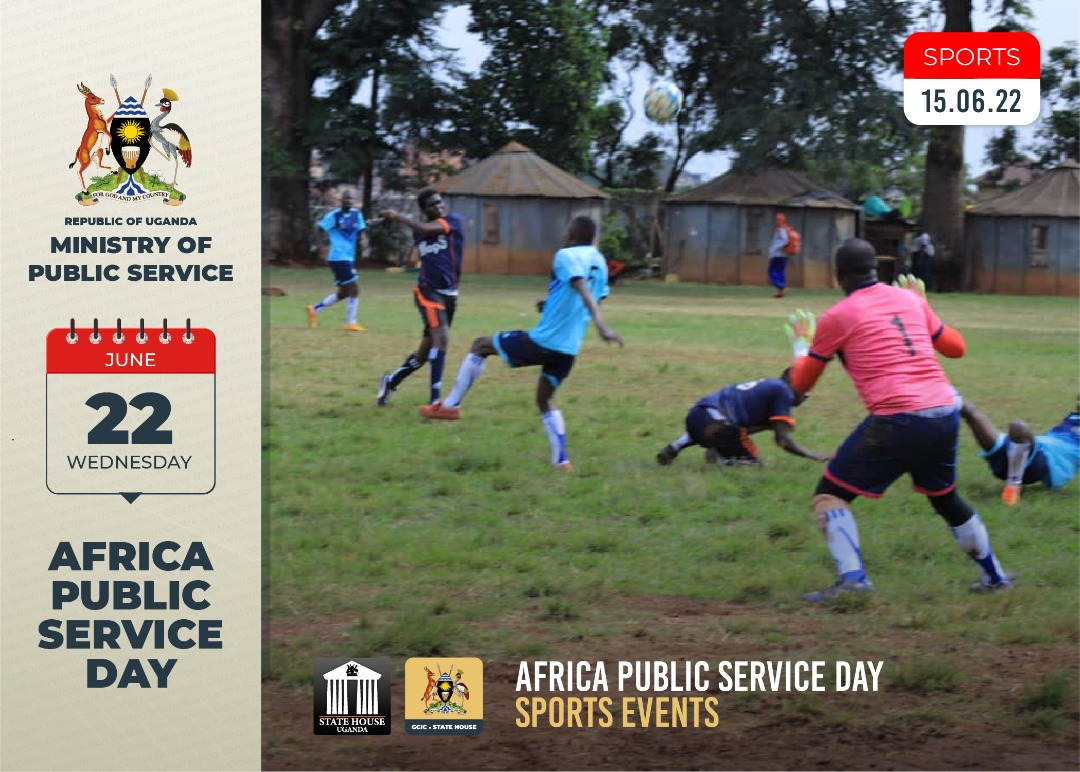 FOR GOD AND MY COUNTRY
REPUBLIC OF UGANDA
MINISTRY OF
PUBLIC SERVICE
JUNE
22
WEDNESDAY
AFRICA
PUBLIC
SERVICE
DAY
SPORTS
15.06.22
1
STATE HOUSE
UGANDA
GCIC - STATE HOUSE
AFRICA PUBLIC SERVICE DAY
SPORTS EVENTS